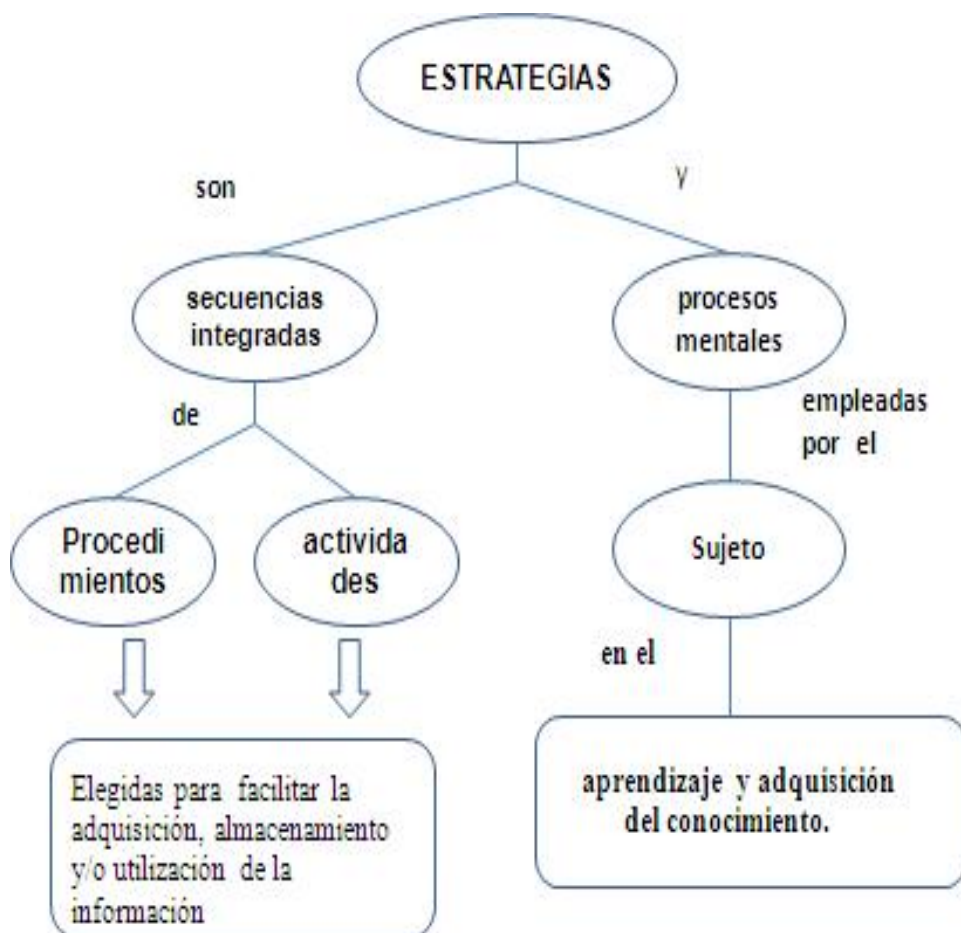 ESTRATEGIAS
son
y
secuencias
integradas
procesos
mentales
de
empleadas
por el
Procedi
mientos
activida
des
Sujeto
en el
Elegidas para facilitar la
adquisición, almacenamiento
y/o utilización de la
información
aprendizaje y adquisición
del conocimiento.